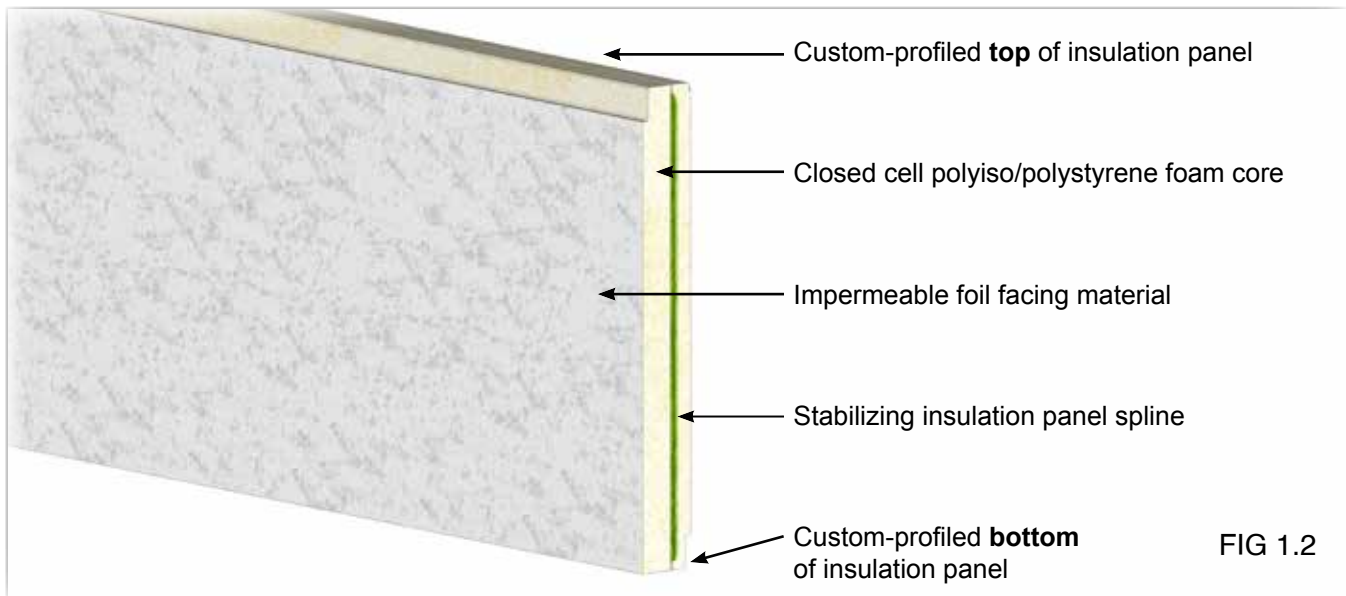 Custom-profiled top of insulation panel
Closed cell polyiso/polystyrene foam core
Impermeable foil facing material
Stabilizing insulation panel spline
Custom-profiled bottom
of insulation panel
FIG 1.2